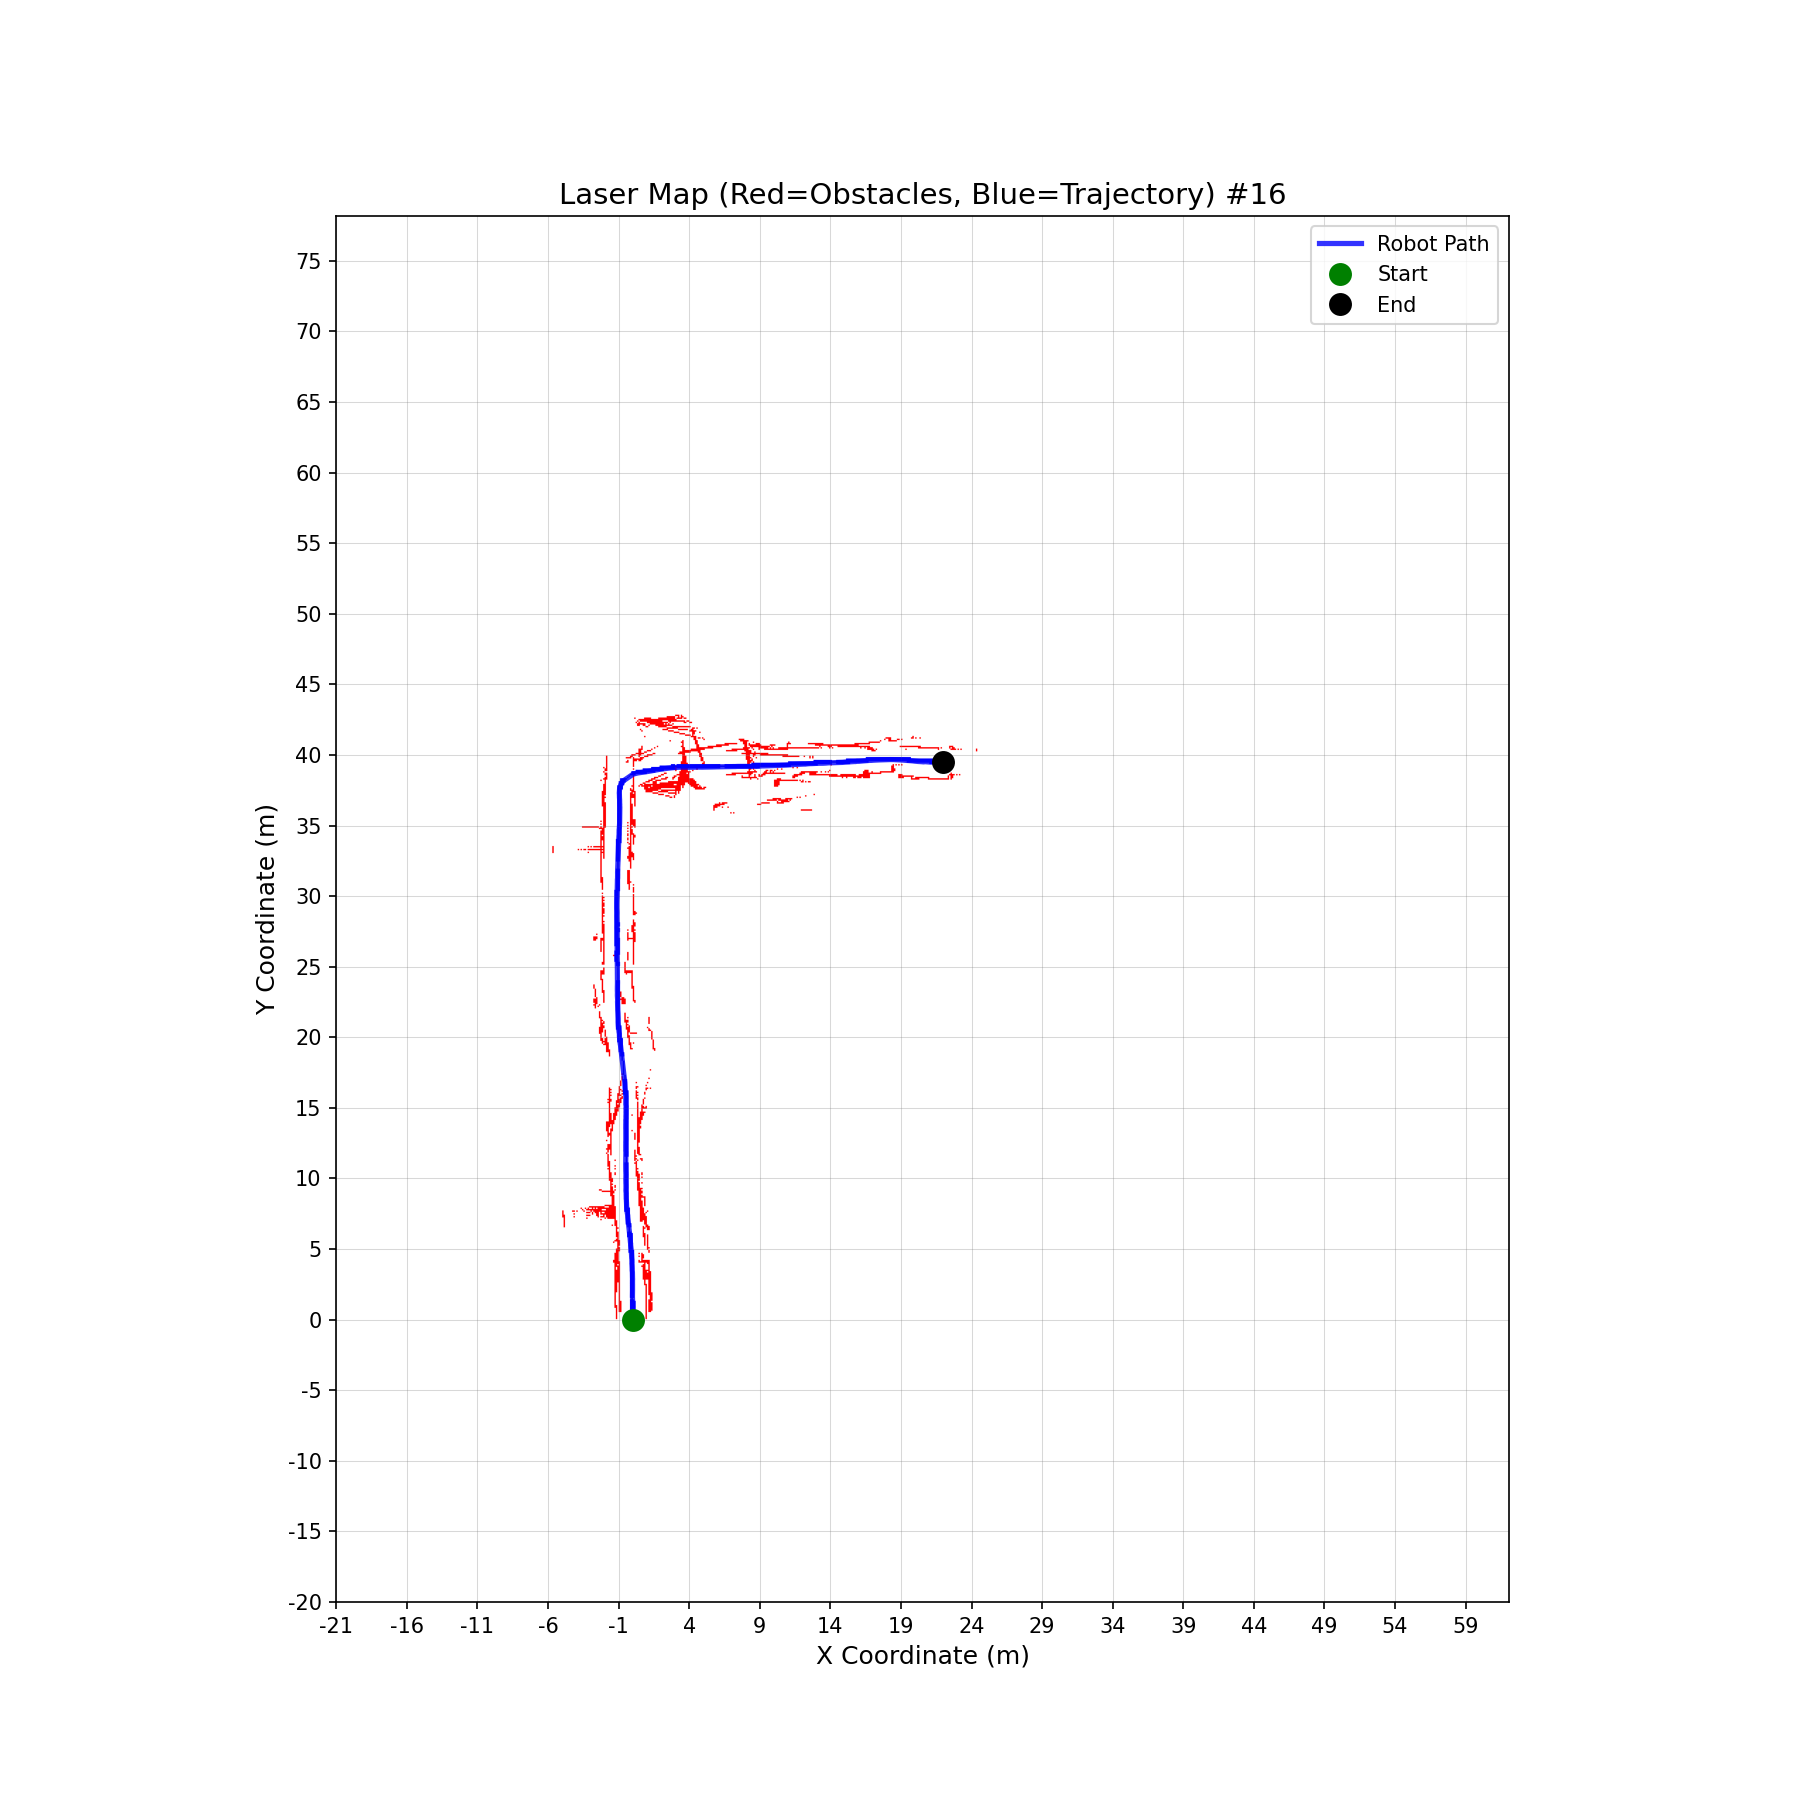 Laser Map (Red=Obstacles, Blue=Trajectory) #16
Robot Path
Start
End
75
70
65
60
55
50
45
40
35
30
25
20
15
10
5
0
-5
-10
-15
-20
Y Coordinate (m)
-21 -16 -11 -6 -1 4 9 14 19 24 29 34 39 44 49 54 59
X Coordinate (m)